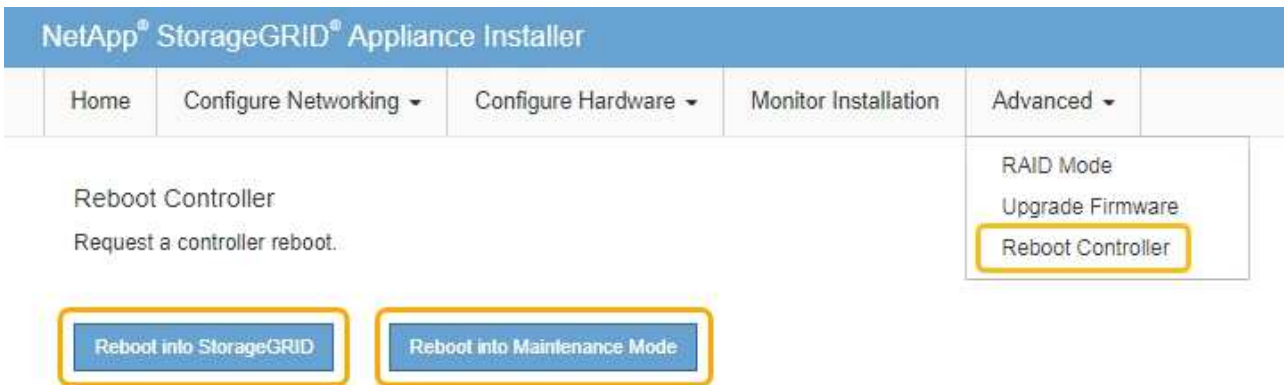 NetApp® StorageGRID® Appliance Installer
Home Configure Networking Configure Hardware Monitor Installation Advanced
RAID Mode
Upgrade Firmware
Reboot Controller
Reboot Controller
Request a controller reboot.
Reboot into StorageGRID Reboot into Maintenance Mode